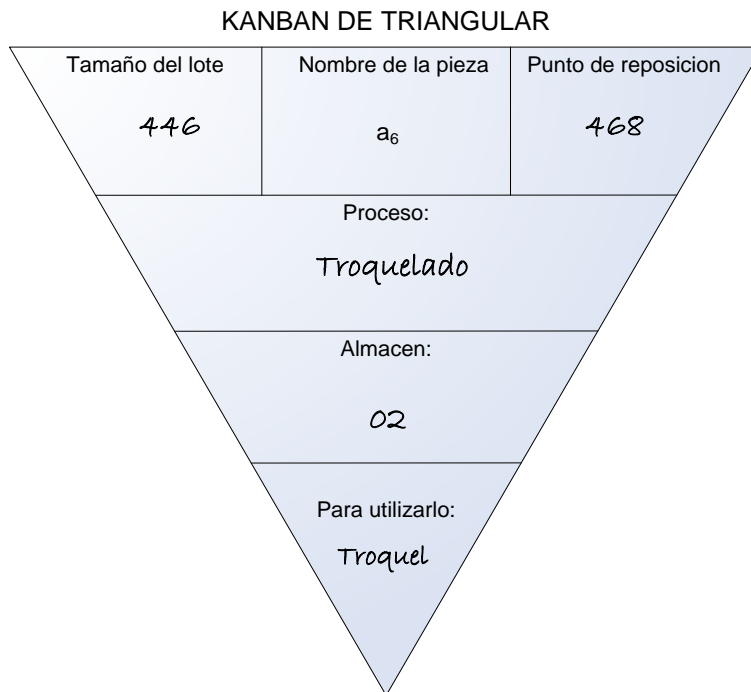 KANBAN DE TRIANGULAR
Tamaño del lote
Nombre de la pieza
Punto de reposicion
446
a₆
468
Proceso:
Troquelado
Almacen:
02
Para utilizarlo:
Troquel